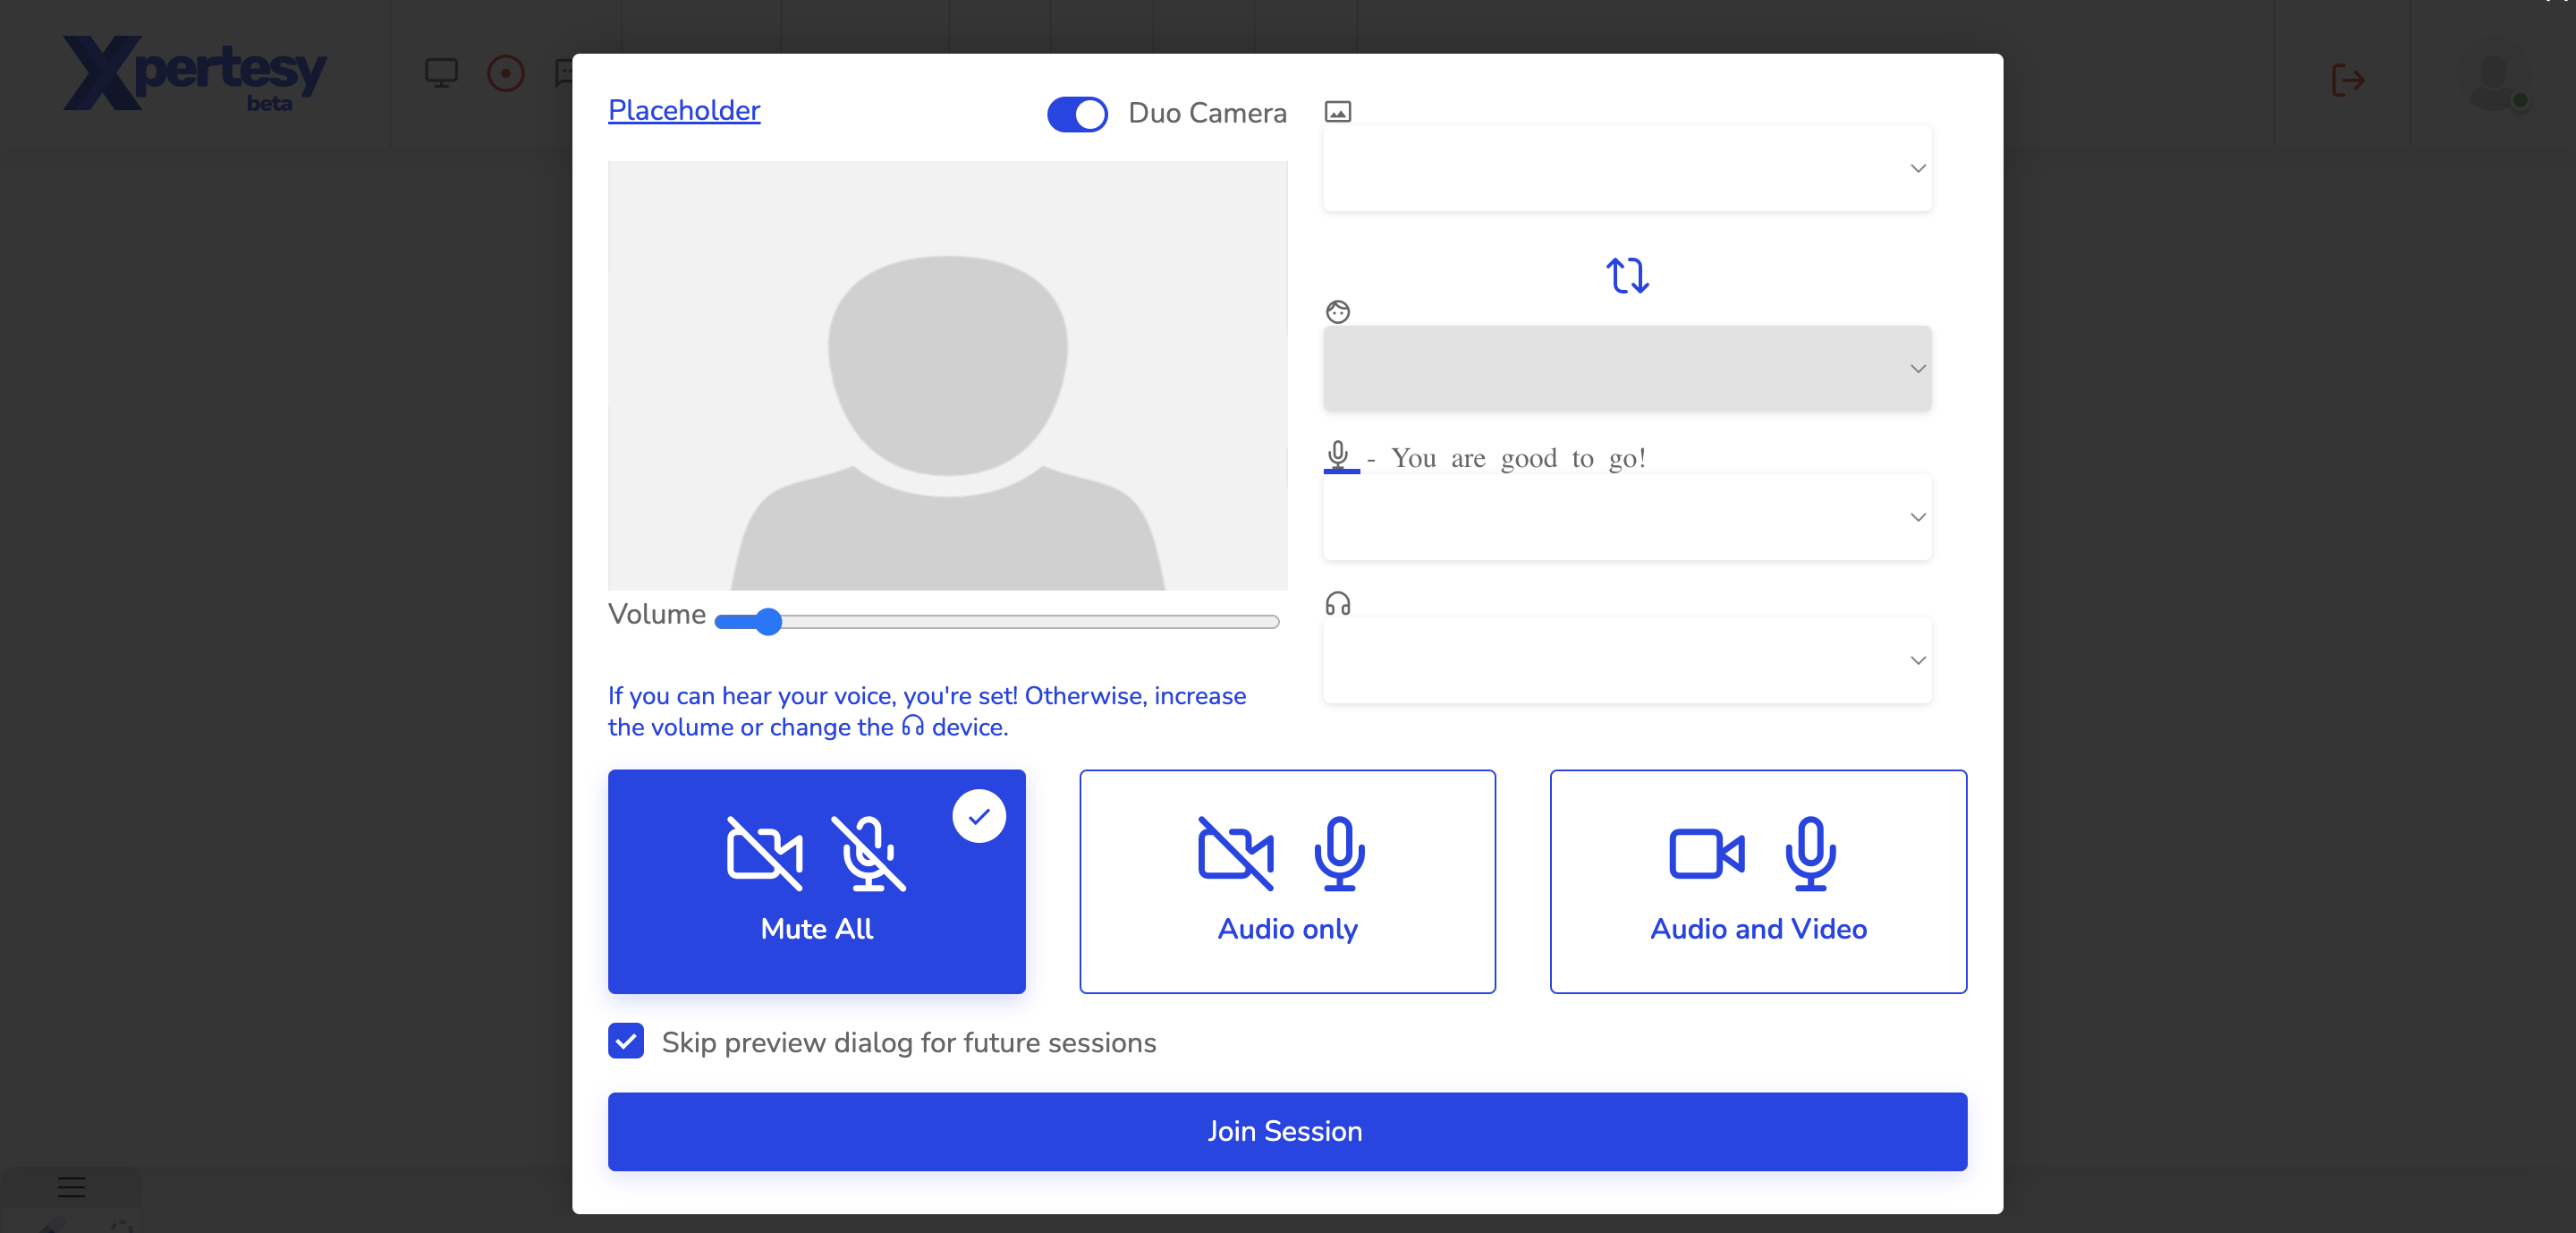 Xpertesy
beta
Placeholder
Duo Camera
- You are good to go!
Volume
If you can hear your voice, you're set! Otherwise, increase
the volume or change the device.
Mute All
Audio only
Audio and Video
Skip preview dialog for future sessions
Join Session